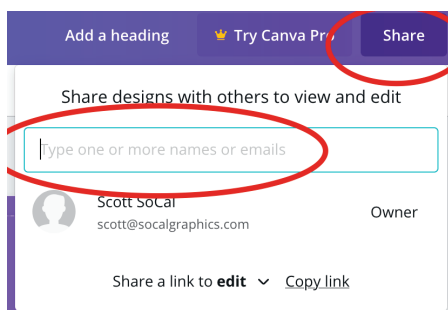 Add a heading Try Canva Pro Share
Share designs with others to view and edit
Type one or more names or emails
Scott SoCal
scott@socalgraphics.com
Owner
Share a link to edit Copy link